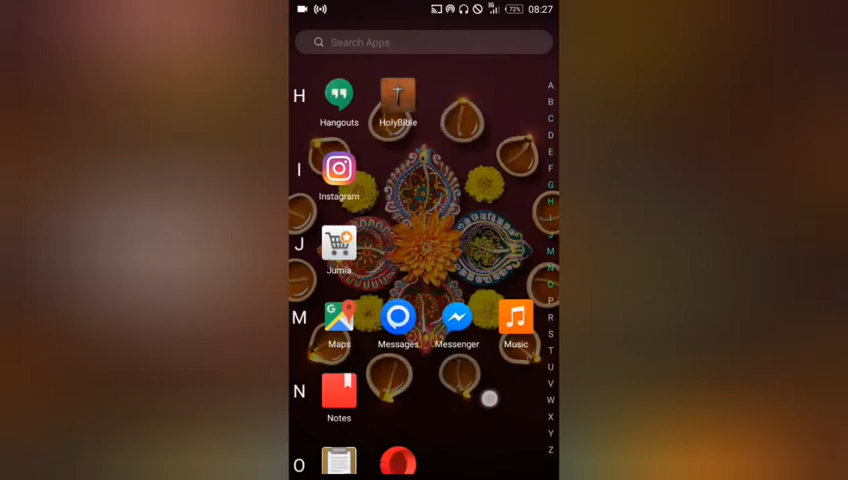 72% 08:27
Search Apps
H
Hangouts HolyBible
I
Instagram
J
Jumia
M
Maps Messages Messenger Music
N
Notes
O
A
B
C
D
E
F
G
H
I
J
M
N
O
P
R
S
T
U
V
W
X
Y
Z